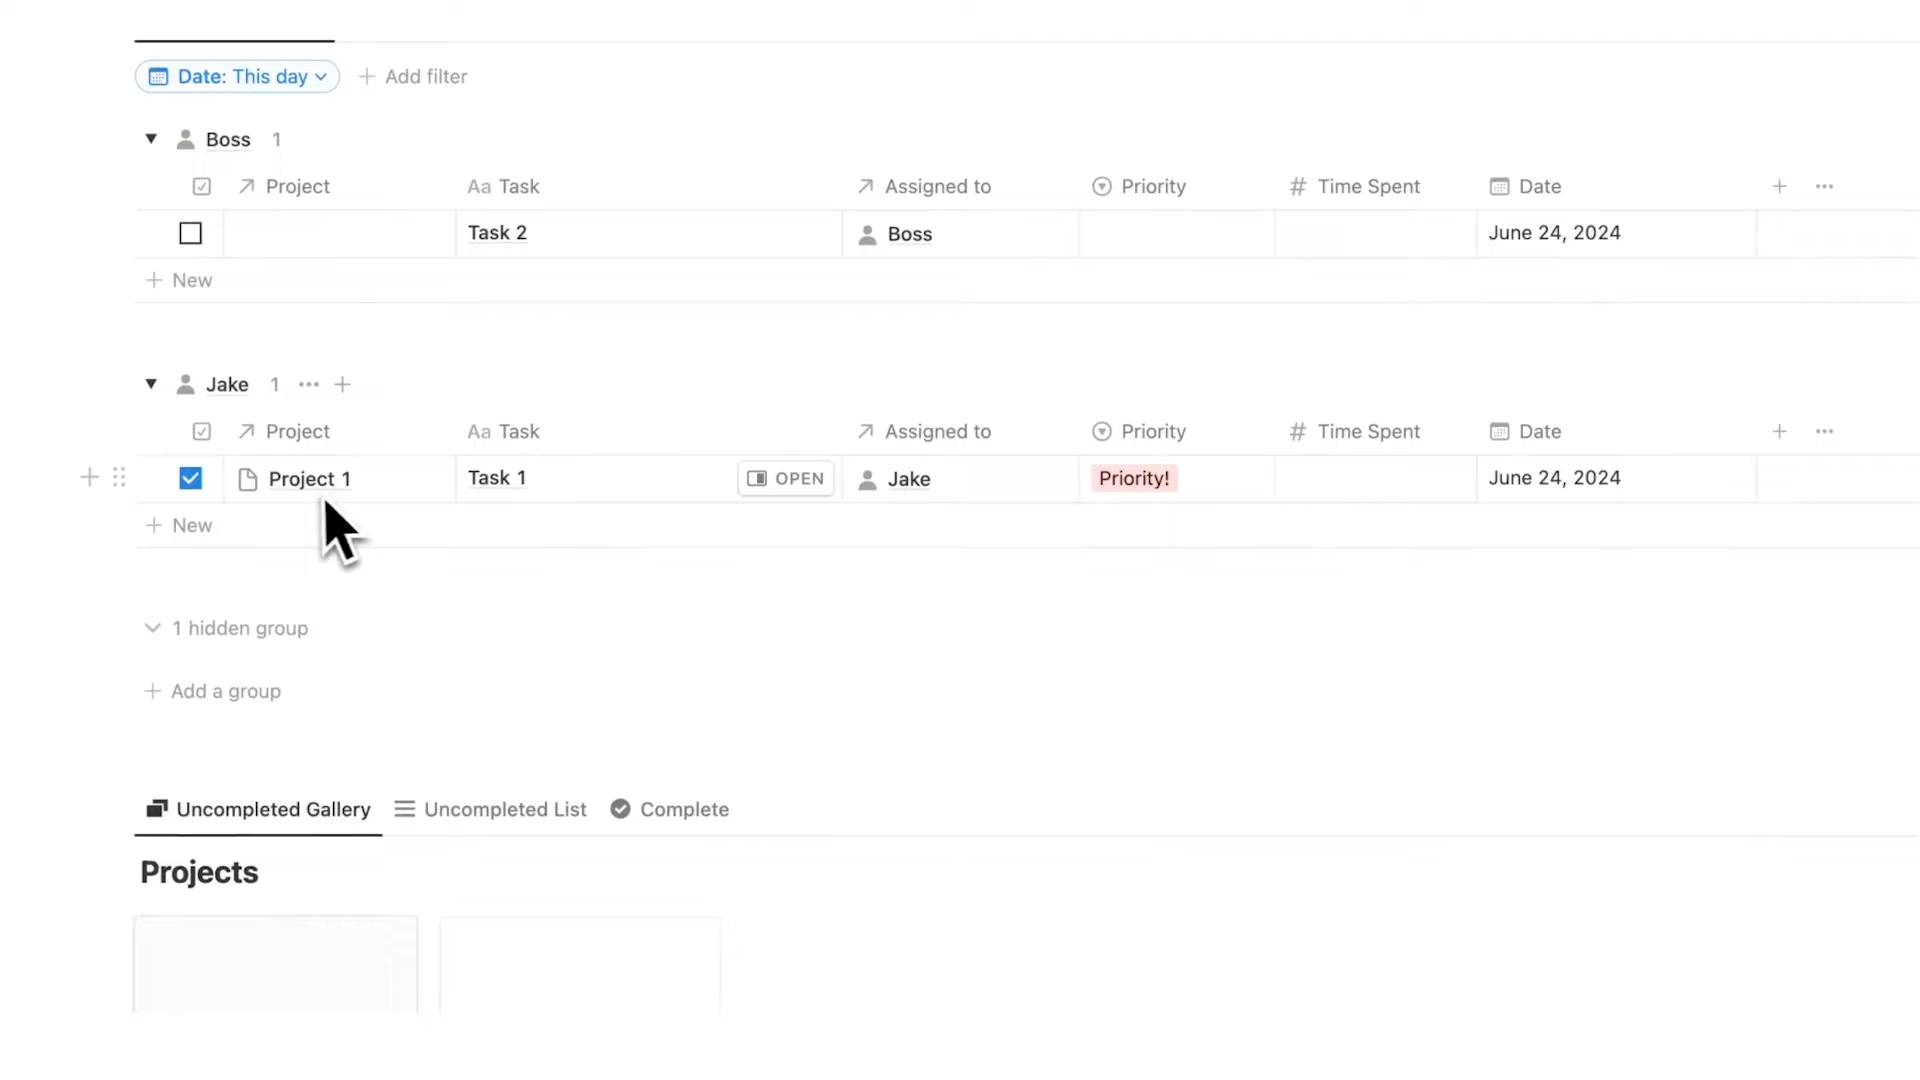 Date: This day Add filter
Boss 1
Project Aa Task Assigned to Priority # Time Spent Date
Task 2 Boss June 24, 2024
New
Jake 1
Project Aa Task Assigned to Priority # Time Spent Date
Project 1 Task 1 OPEN Jake Priority! June 24, 2024
New
1 hidden group
Add a group
Uncompleted Gallery Uncompleted List Complete
Projects